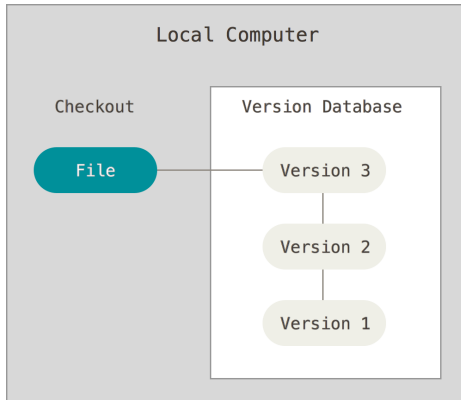 Local Computer
Checkout
Version Database
File
Version 3
Version 2
Version 1